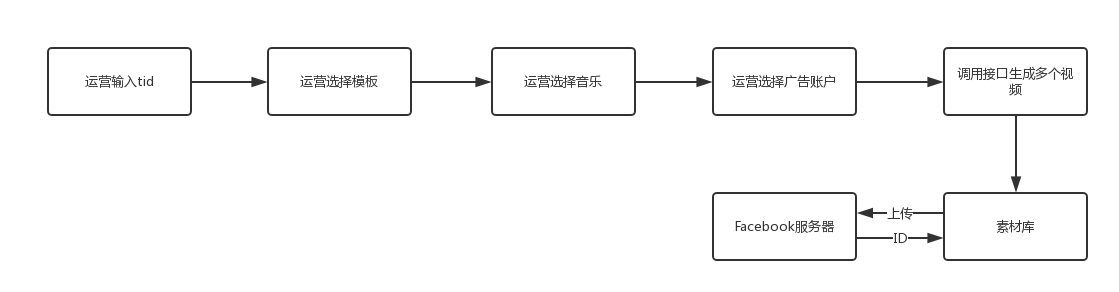 运营输入tid
运营选择模板
运营选择音乐
运营选择广告账户
调用接口生成多个视
频
Facebook服务器
上传
ID
素材库